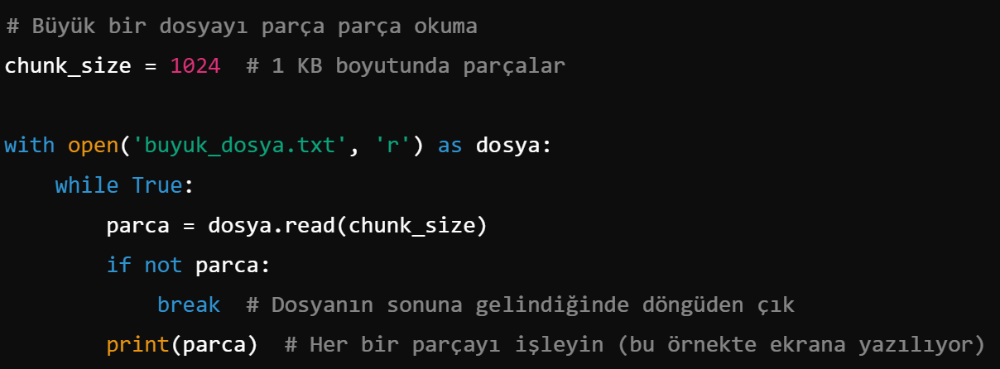 # Büyük bir dosyayı parça parça okuma
chunk_size = 1024  # 1 KB boyutunda parçalar

with open('buyuk_dosya.txt', 'r') as dosya:
    while True:
        parca = dosya.read(chunk_size)
        if not parca:
            break  # Dosyanın sonuna gelindiğinde döngüden çık
        print(parca)  # Her bir parçayı işleyin (bu örnekte ekrana yazılıyor)